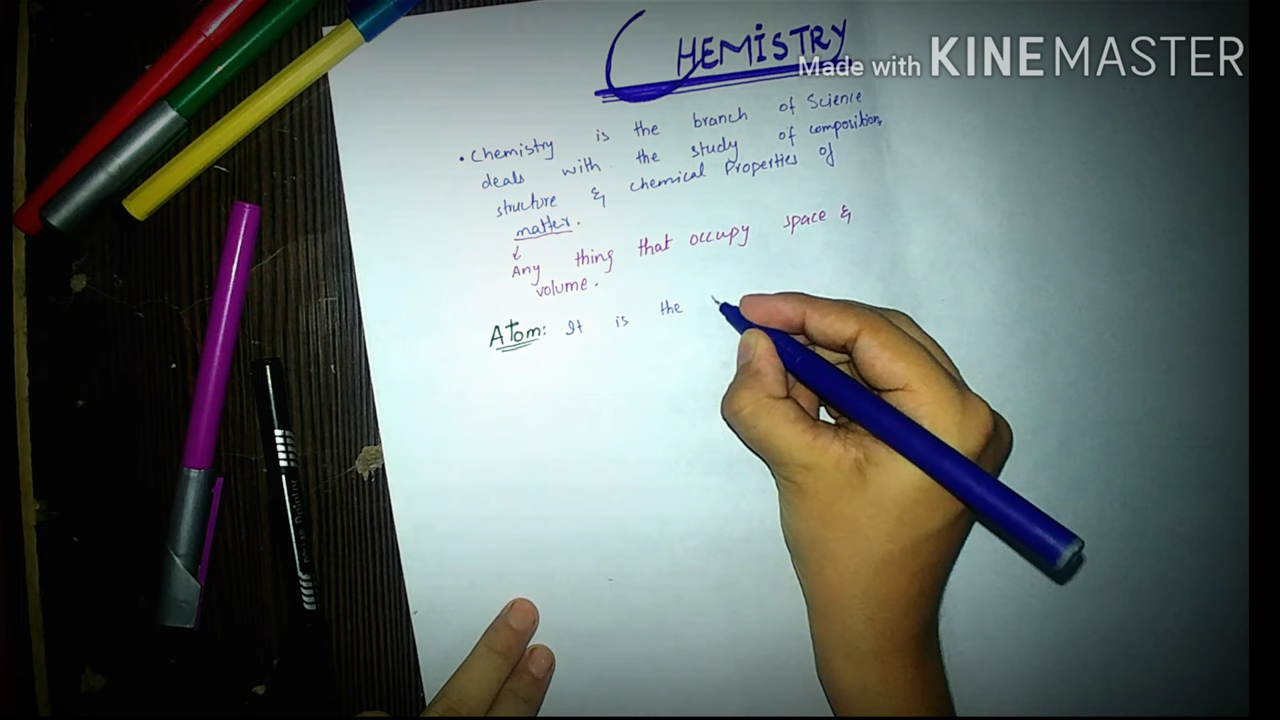 CHEMISTRY
Made with KINEMASTER
• Chemistry is the branch of Science
deals with the study of composition,
structure & chemical Properties of
matter.
↓
Any thing that occupy space &
volume.
Atom: It is the